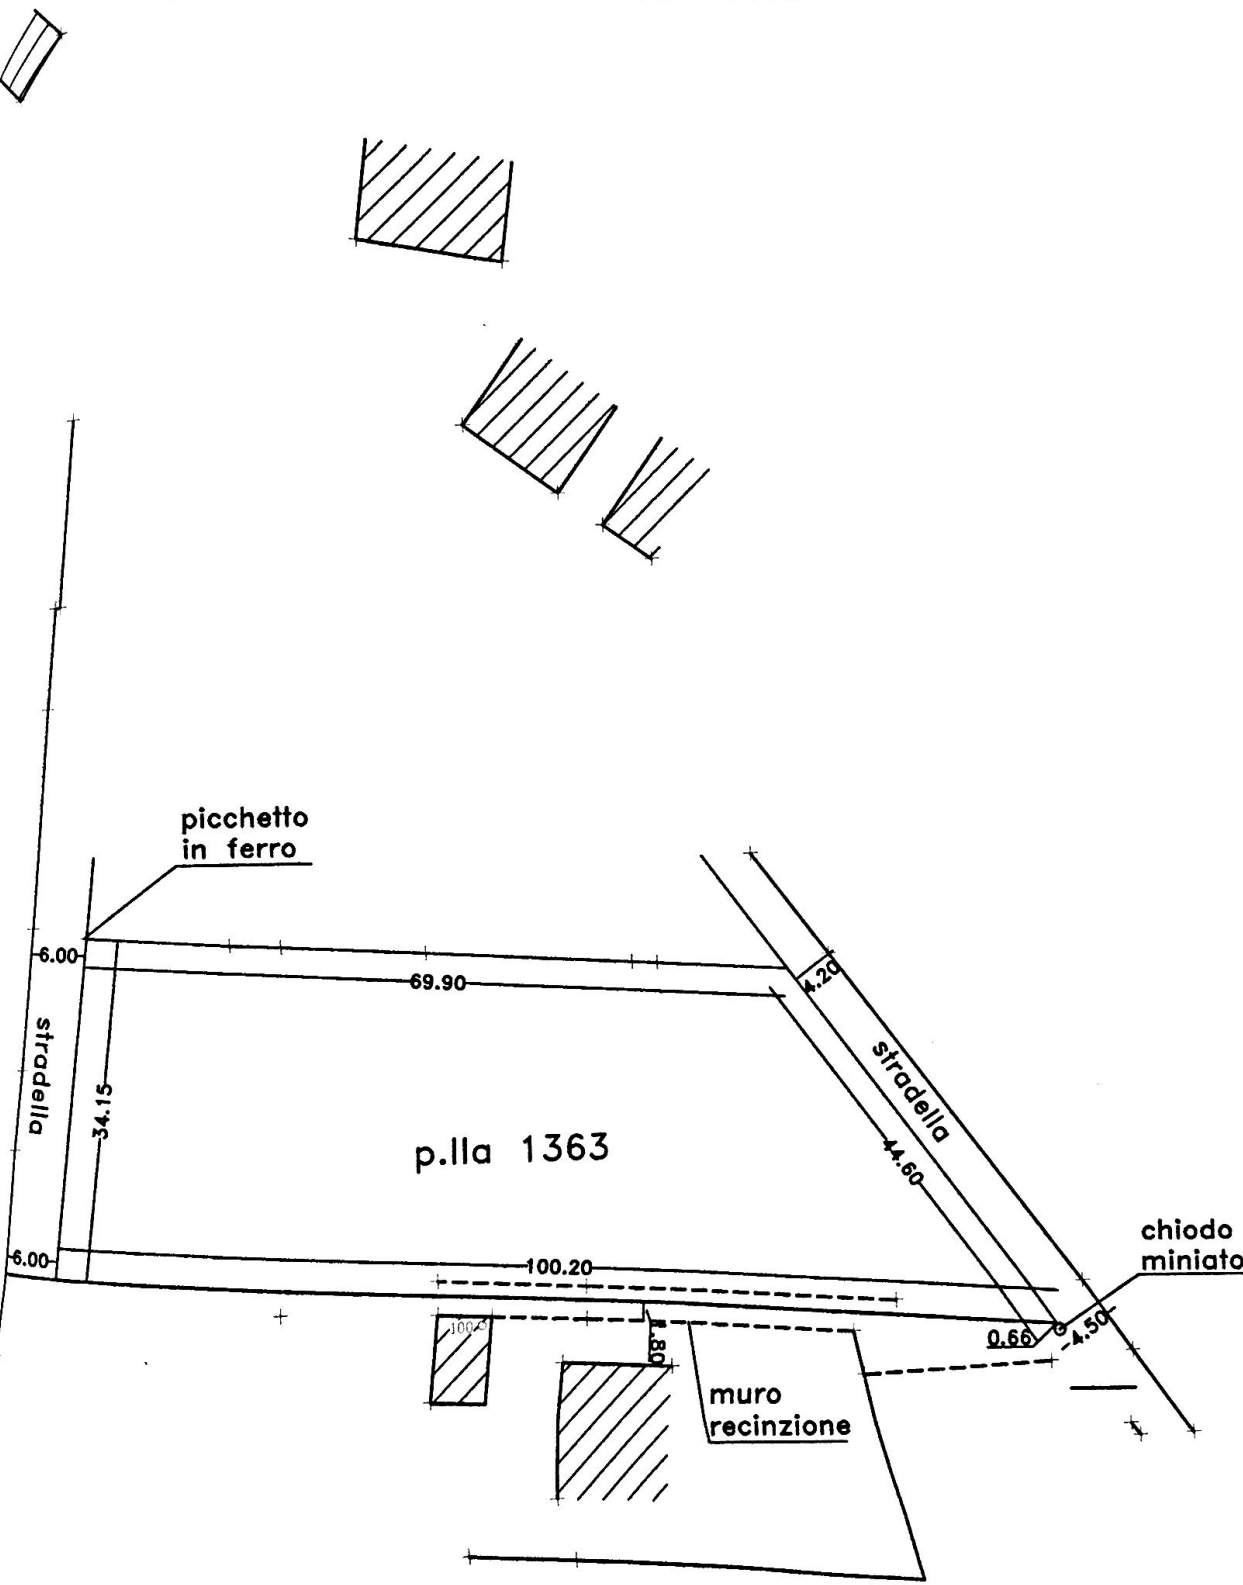 picchetto
in ferro
6.00
69.90
4.20
stradella
stradella
34.15
p.lla 1363
44.60
chiodo
miniato
6.00
100.20
0.66
4.50
muro
recinzione